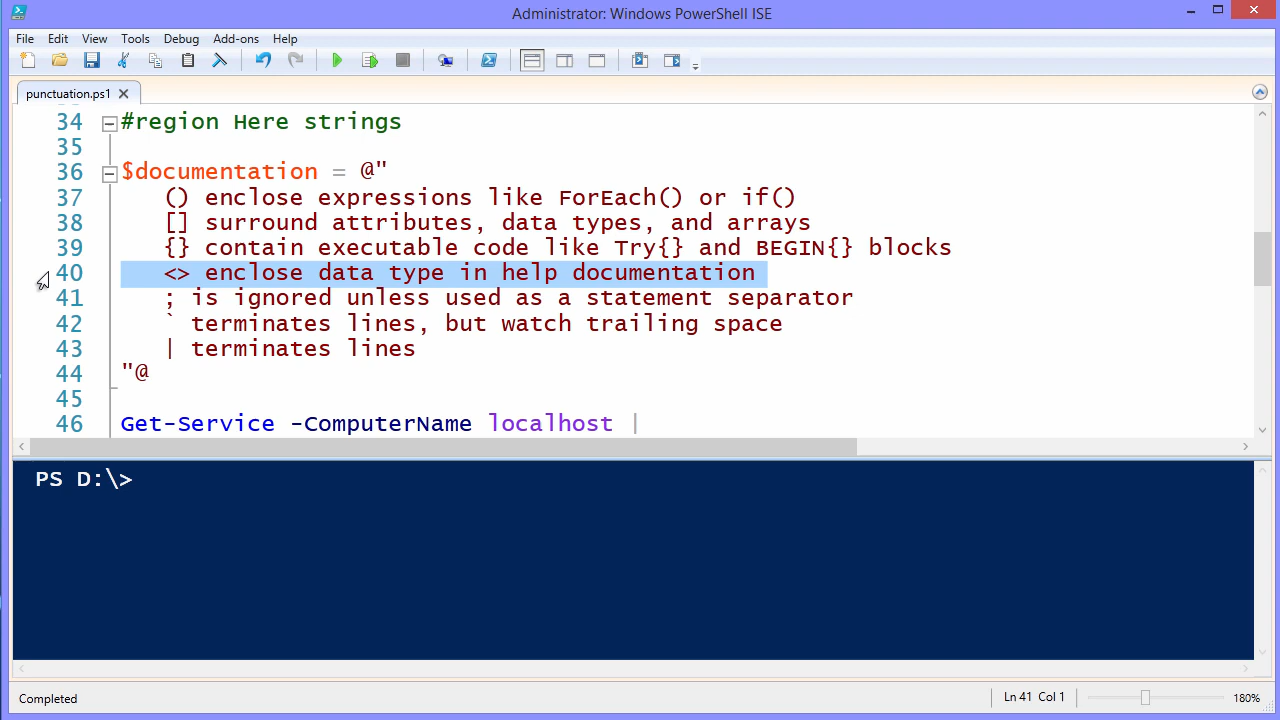 Administrator: Windows PowerShell ISE
File Edit View Tools Debug Add-ons Help
punctuation.ps1
34 #region Here strings
35
36 $documentation = @"
37 () enclose expressions like ForEach() or if()
38 [] surround attributes, data types, and arrays
39 {} contain executable code like Try{} and BEGIN{} blocks
40 <> enclose data type in help documentation
41 ; is ignored unless used as a statement separator
42 ` terminates lines, but watch trailing space
43 | terminates lines
44 "@
45
46 Get-Service -ComputerName localhost |
PS D:\>
Completed Ln 41 Col 1 180%